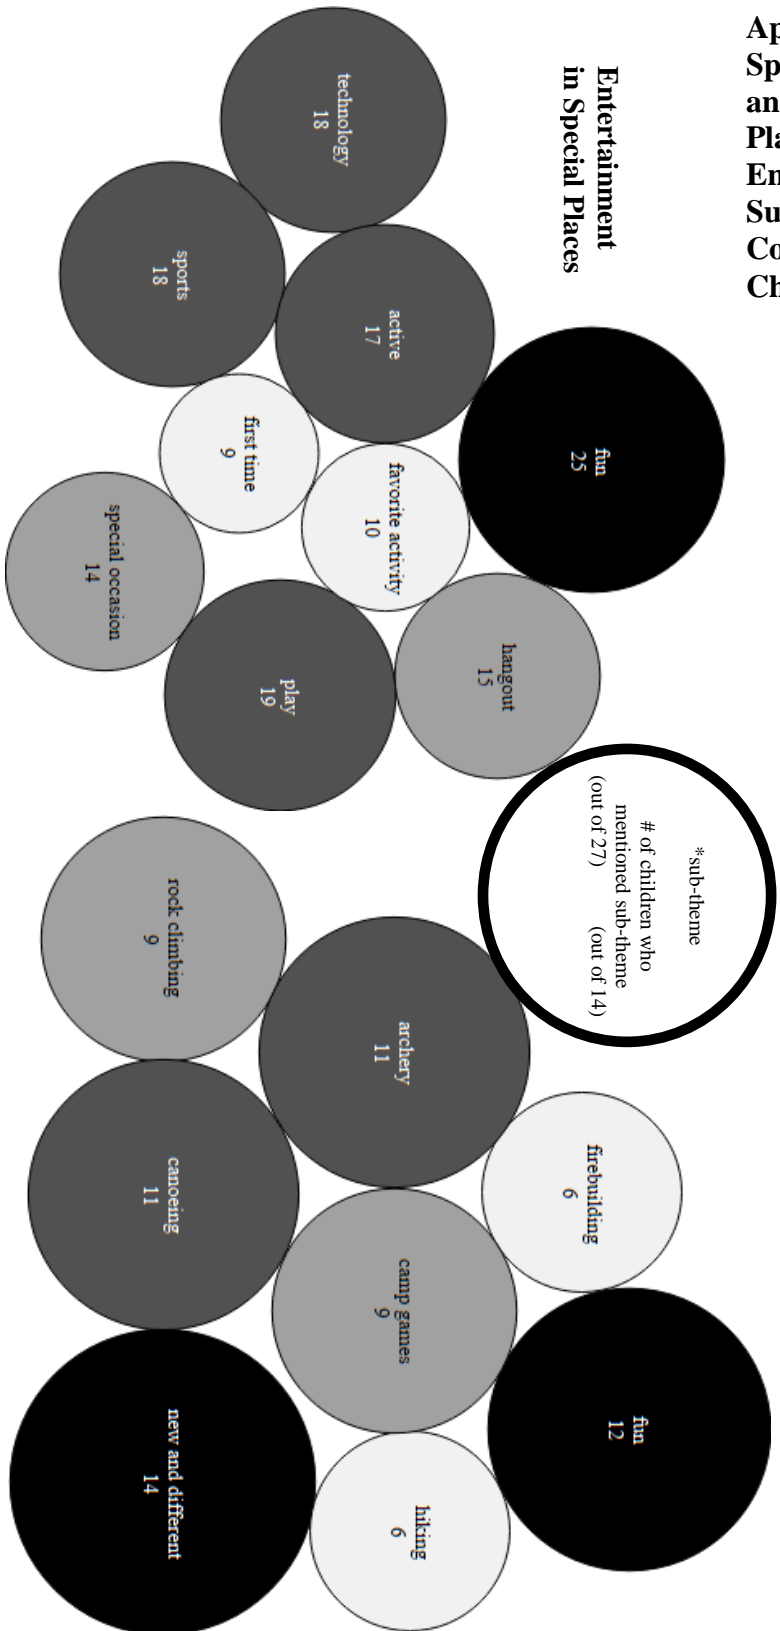 Ap
Sp
an
Pla
En
Su
Co
Ch
Entertainment
in Special Places
technology
18
sports
18
active
17
fun
25
first time
9
favorite activity
10
special occasion
14
play
19
hangout
15
*sub-theme
# of children who
mentioned sub-theme
(out of 27) (out of 14)
rock climbing
9
archery
11
firebuilding
6
canoeing
11
camp games
9
fun
12
new and different
14
hiking
6